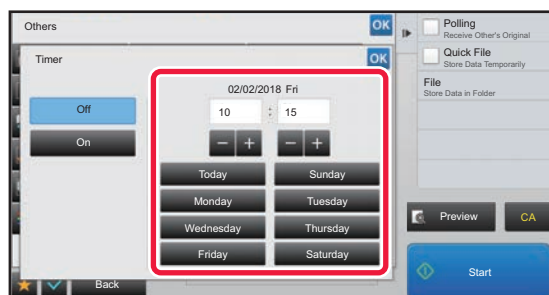 Others
OK
Timer
OK
Off
On
02/02/2018 Fri
10 : 15
− + − +
Today Sunday
Monday Tuesday
Wednesday Thursday
Friday Saturday
Back
Polling
Receive Other's Original
Quick File
Store Data Temporarily
File
Store Data in Folder
Preview
CA
Start